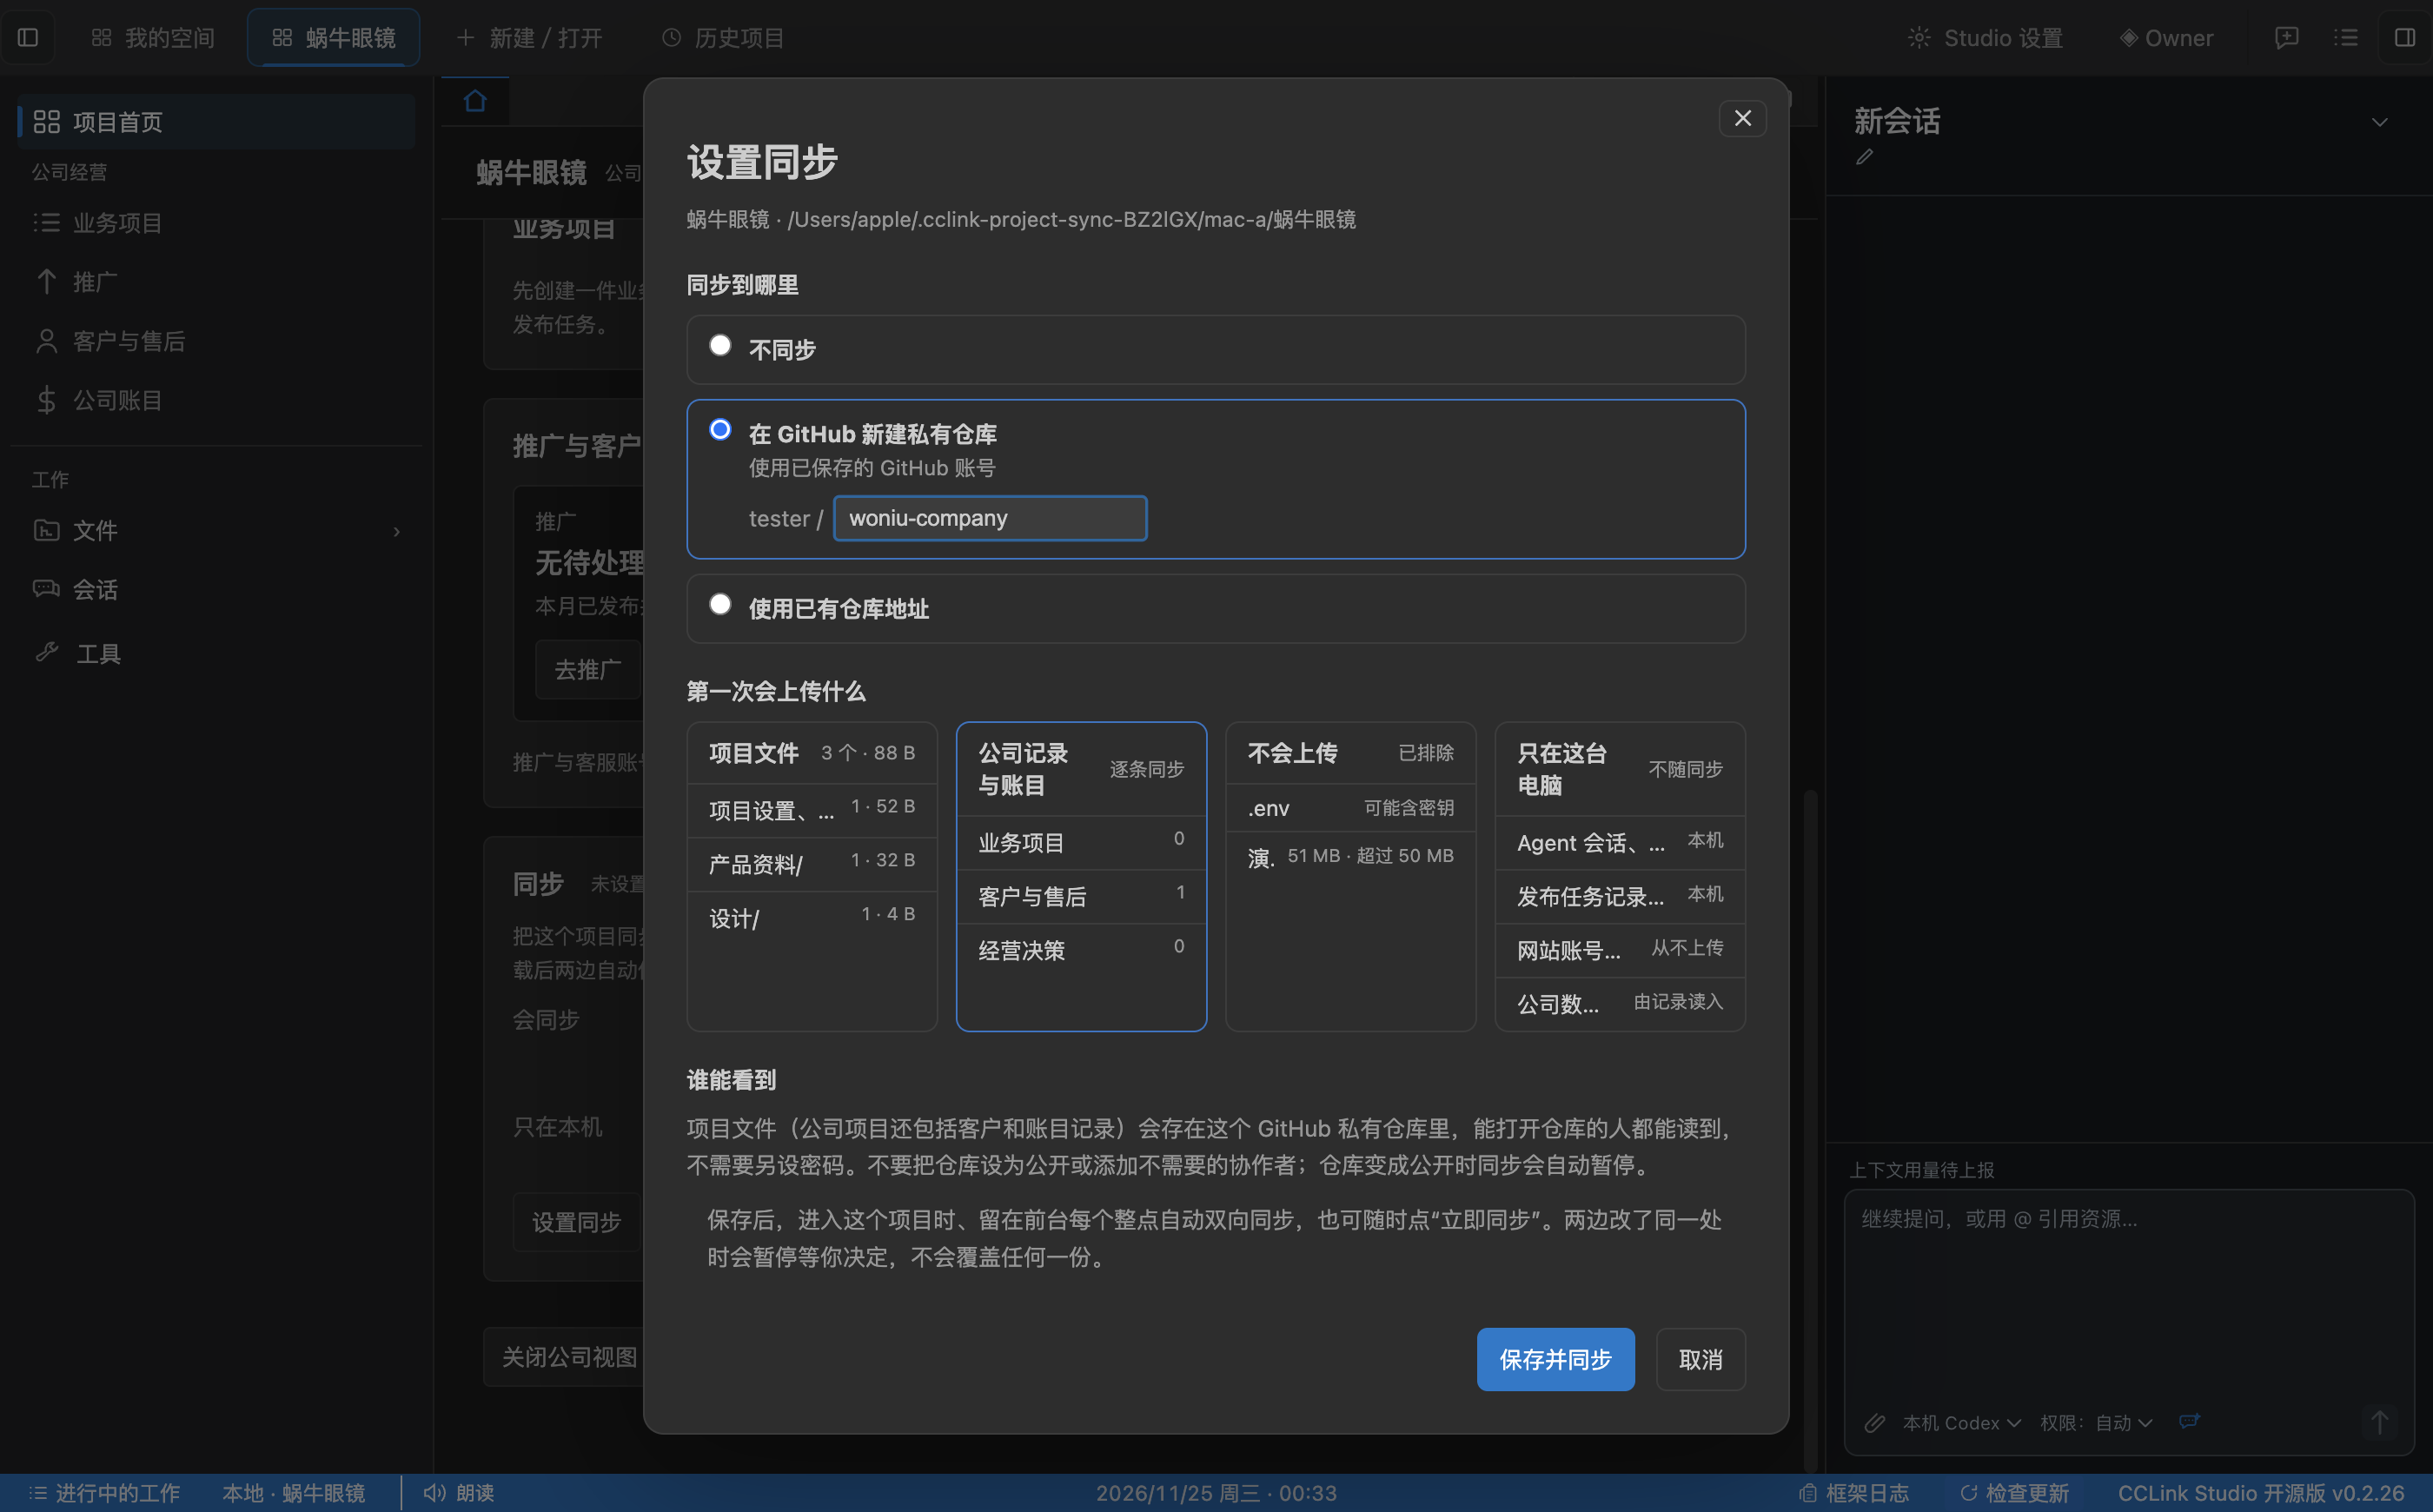 我的空间
蜗牛眼镜
新建 / 打开
历史项目
Studio 设置
Owner
项目首页
公司经营
业务项目
推广
客户与售后
公司账目
工作
文件
会话
工具
蜗牛眼镜 公司
业务项目
先创建一件业务
发布任务。
推广与客户
推广
无待处理
本月已发布
去推广
推广与客服账号
同步 未设置
把这个项目同步
载后两边自动
会同步
只在本机
设置同步
关闭公司视图
设置同步
蜗牛眼镜 · /Users/apple/.cclink-project-sync-BZ2lGX/mac-a/蜗牛眼镜
同步到哪里
不同步
在 GitHub 新建私有仓库
使用已保存的 GitHub 账号
tester / woniu-company
使用已有仓库地址
第一次会上传什么
项目文件 3 个 · 88 B
项目设置、... 1 · 52 B
产品资料/ 1 · 32 B
设计/ 1 · 4 B
公司记录
与账目
逐条同步
业务项目 0
客户与售后 1
经营决策 0
不会上传 已排除
.env 可能含密钥
演. 51 MB · 超过 50 MB
只在这台
电脑
不随同步
Agent 会话、... 本机
发布任务记录... 本机
网站账号... 从不上传
公司数... 由记录读入
谁能看到
项目文件（公司项目还包括客户和账目记录）会存在这个 GitHub 私有仓库里，能打开仓库的人都能读到，
不需要另设密码。不要把仓库设为公开或添加不需要的协作者；仓库变成公开时同步会自动暂停。
保存后，进入这个项目时、留在前台每个整点自动双向同步，也可随时点“立即同步”。两边改了同一处
时会暂停等你决定，不会覆盖任何一份。
保存并同步
取消
新会话
上下文用量待上报
继续提问，或用 @ 引用资源...
本机 Codex
权限：自动
进行中的工作
本地 · 蜗牛眼镜
朗读
2026/11/25 周三 · 00:33
框架日志
检查更新
CCLink Studio 开源版 v0.2.26